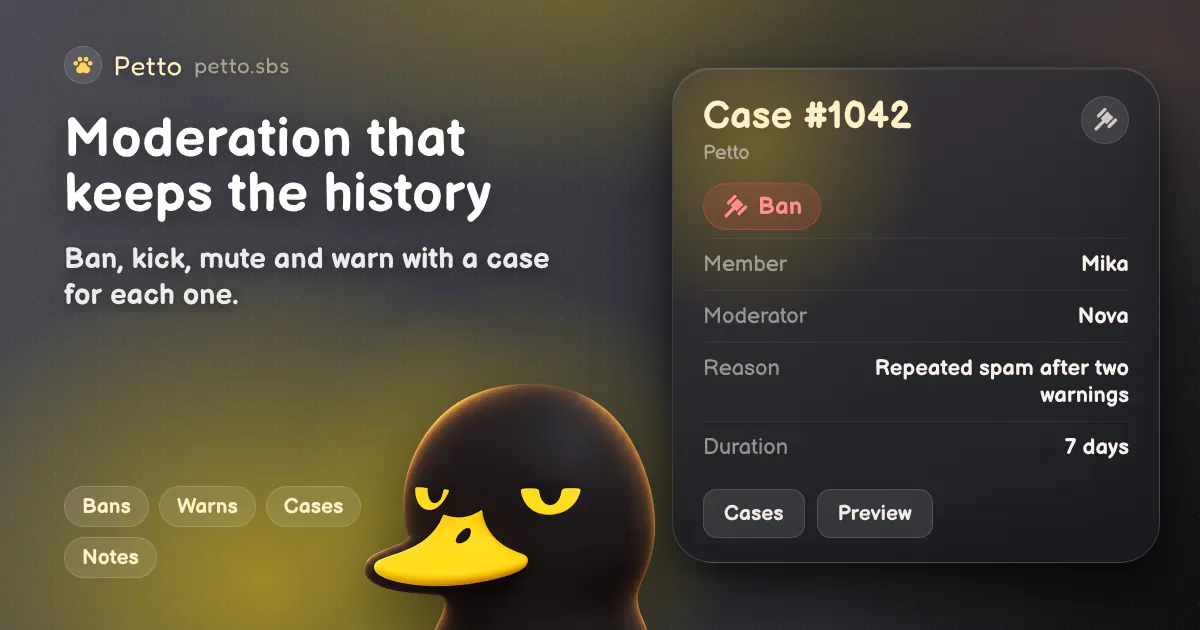 Petto petto.sbs
Moderation that
keeps the history
Ban, kick, mute and warn with a case
for each one.
Bans Warns Cases
Notes
Case #1042
Petto
Ban
Member Mika
Moderator Nova
Reason Repeated spam after two
warnings
Duration 7 days
Cases Preview